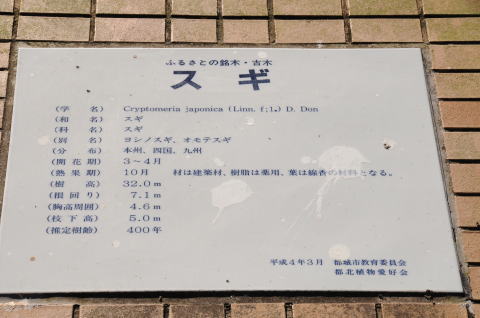 ふるさとの銘木・古木
スギ
(学 名) Cryptomeria japonica (Linn. f;l.) D. Don
(和 名) スギ
(科 名) スギ
(別 名) ヨシノスギ、オモテスギ
(分 布) 本州、四国、九州
(開花期) 3～4月
(熟果期) 10月 材は建築材、樹脂は薬用、葉は線香の材料となる。
(樹 高) 32.0m
(根回り) 7.1m
(胸高周囲) 4.6m
(枝下高) 5.0m
(推定樹齢) 400年
平成4年3月 都城市教育委員会
都北植物愛好会